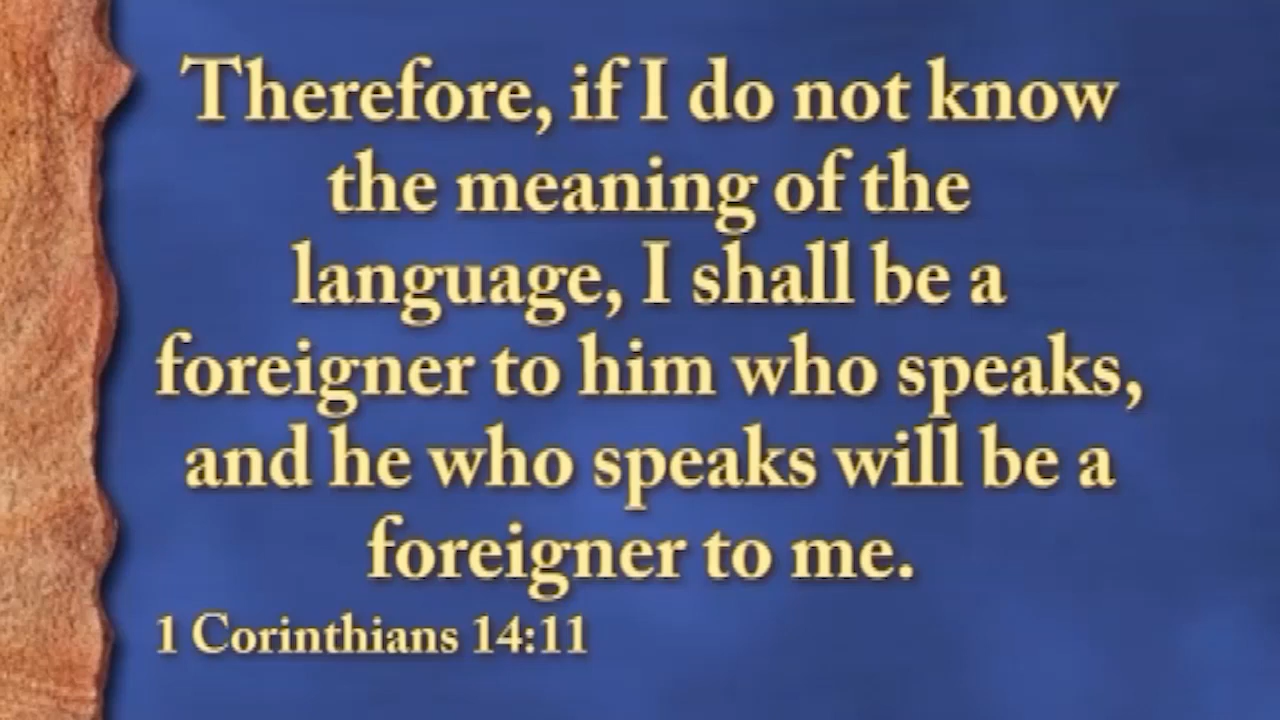 Therefore, if I do not know
the meaning of the
language, I shall be a
foreigner to him who speaks,
and he who speaks will be a
foreigner to me.
1 Corinthians 14:11